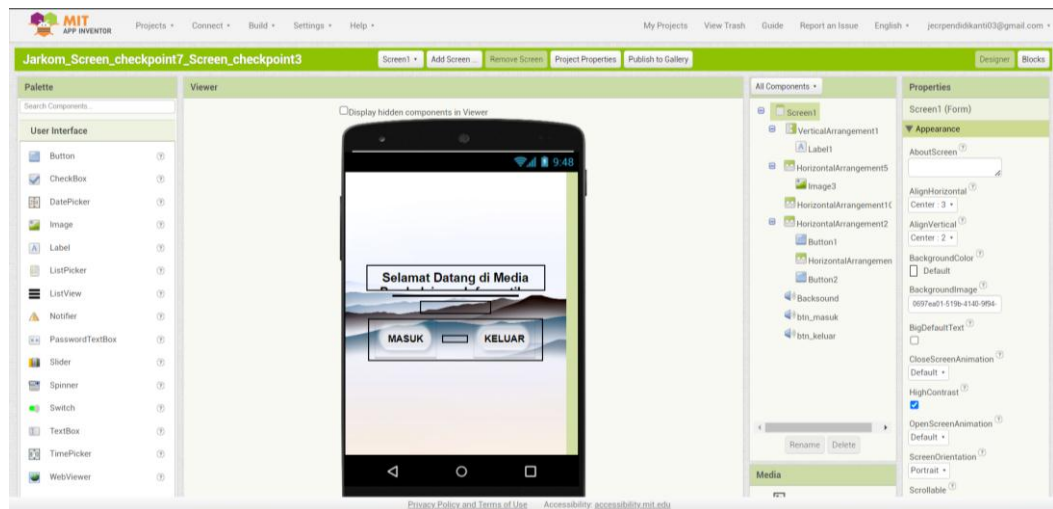 MIT
APP INVENTOR
Projects
Connect
Build
Settings
Help
My Projects
View Trash
Guide
Report an Issue
English
jecrpendidikanti03@gmail.com
Jarkom_Screen_checkpoint7_Screen_checkpoint3
Screen1
Add Screen ...
Remove Screen
Project Properties
Publish to Gallery
Designer
Blocks
Palette
Search Components...
User Interface
Button
CheckBox
DatePicker
Image
Label
ListPicker
ListView
Notifier
PasswordTextBox
Slider
Spinner
Switch
TextBox
TimePicker
WebViewer
Viewer
Display hidden components in Viewer
9:48
Selamat Datang di Media
MASUK
KELUAR
All Components
Screen1
VerticalArrangement1
Label1
HorizontalArrangement5
Image3
HorizontalArrangement1(
HorizontalArrangement2
Button1
HorizontalArrangemen
Button2
Backsound
btn_masuk
btn_keluar
Rename
Delete
Media
Properties
Screen1 (Form)
Appearance
AboutScreen
AlignHorizontal
Center : 3
AlignVertical
Center : 2
BackgroundColor
Default
BackgroundImage
0697ea01-519b-4140-9f94-
BigDefaultText
CloseScreenAnimation
Default
HighContrast
OpenScreenAnimation
Default
ScreenOrientation
Portrait
Scrollable
Privacy Policy and Terms of Use
Accessibility: accessibility.mit.edu